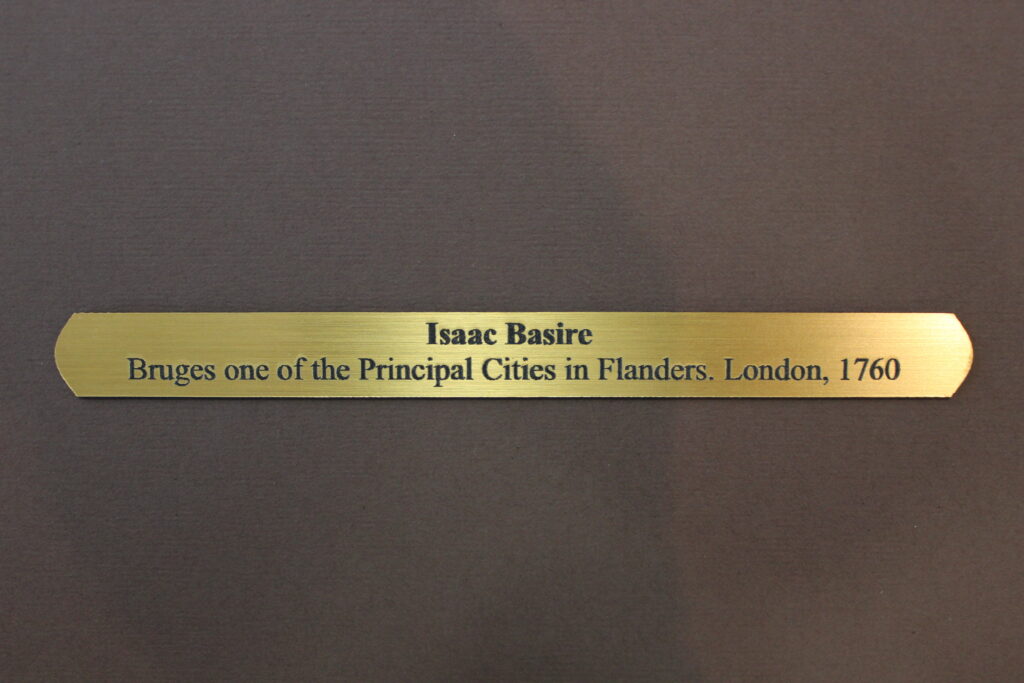 Isaac Basire
Bruges one of the Principal Cities in Flanders. London, 1760